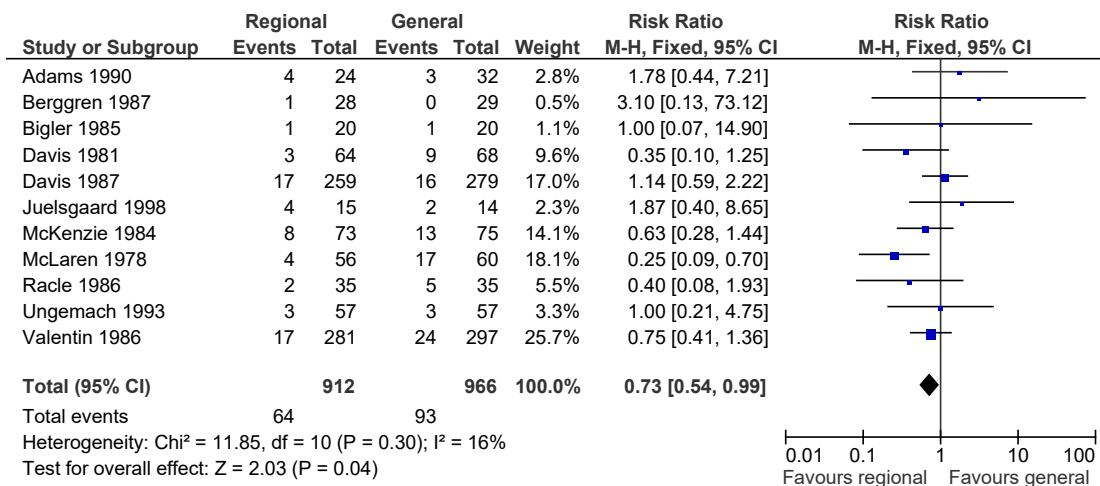 Regional General Risk Ratio Risk Ratio
Study or Subgroup Events Total Events Total Weight M-H, Fixed, 95% CI M-H, Fixed, 95% CI
Adams 1990 4 24 3 32 2.8% 1.78 [0.44, 7.21]
Berggren 1987 1 28 0 29 0.5% 3.10 [0.13, 73.12]
Bigler 1985 1 20 1 20 1.1% 1.00 [0.07, 14.90]
Davis 1981 3 64 9 68 9.6% 0.35 [0.10, 1.25]
Davis 1987 17 259 16 279 17.0% 1.14 [0.59, 2.22]
Juelsgaard 1998 4 15 2 14 2.3% 1.87 [0.40, 8.65]
McKenzie 1984 8 73 13 75 14.1% 0.63 [0.28, 1.44]
McLaren 1978 4 56 17 60 18.1% 0.25 [0.09, 0.70]
Racle 1986 2 35 5 35 5.5% 0.40 [0.08, 1.93]
Ungemach 1993 3 57 3 57 3.3% 1.00 [0.21, 4.75]
Valentin 1986 17 281 24 297 25.7% 0.75 [0.41, 1.36]
Total (95% CI) 912 966 100.0% 0.73 [0.54, 0.99]
Total events 64 93
Heterogeneity: Chi² = 11.85, df = 10 (P = 0.30); I² = 16%
Test for overall effect: Z = 2.03 (P = 0.04)
0.01 0.1 1 10 100
Favours regional Favours general